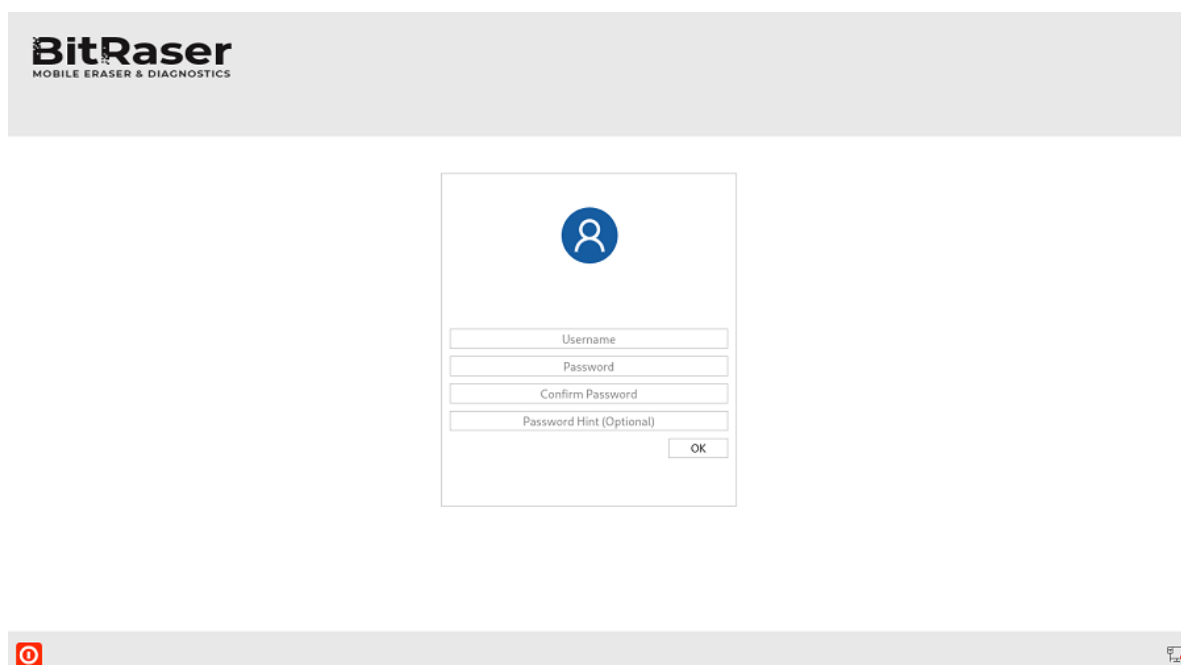 BitRaser
MOBILE ERASER & DIAGNOSTICS
Username
Password
Confirm Password
Password Hint (Optional)
OK